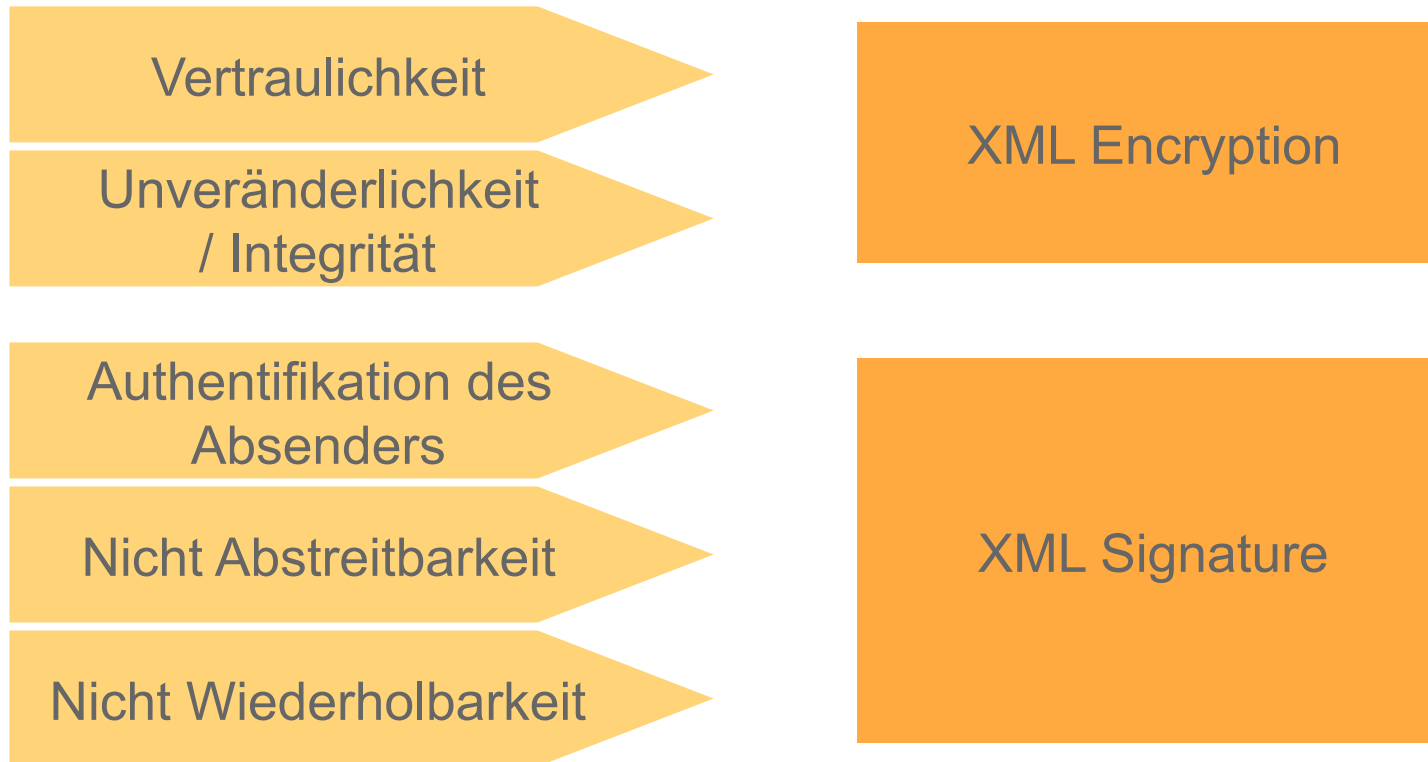 Vertraulichkeit
Unveränderlichkeit
/ Integrität
XML Encryption
Authentifikation des
Absenders
Nicht Abstreitbarkeit
Nicht Wiederholbarkeit
XML Signature